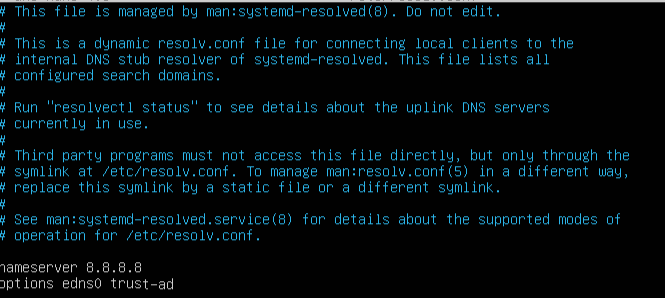 # This file is managed by man:systemd-resolved(8). Do not edit.
#
# This is a dynamic resolv.conf file for connecting local clients to the
# internal DNS stub resolver of systemd-resolved. This file lists all
# configured search domains.
#
# Run "resolvectl status" to see details about the uplink DNS servers
# currently in use.
#
# Third party programs must not access this file directly, but only through the
# symlink at /etc/resolv.conf. To manage man:resolv.conf(5) in a different way,
# replace this symlink by a static file or a different symlink.
#
# See man:systemd-resolved.service(8) for details about the supported modes of
# operation for /etc/resolv.conf.

nameserver 8.8.8.8
options edns0 trust-ad